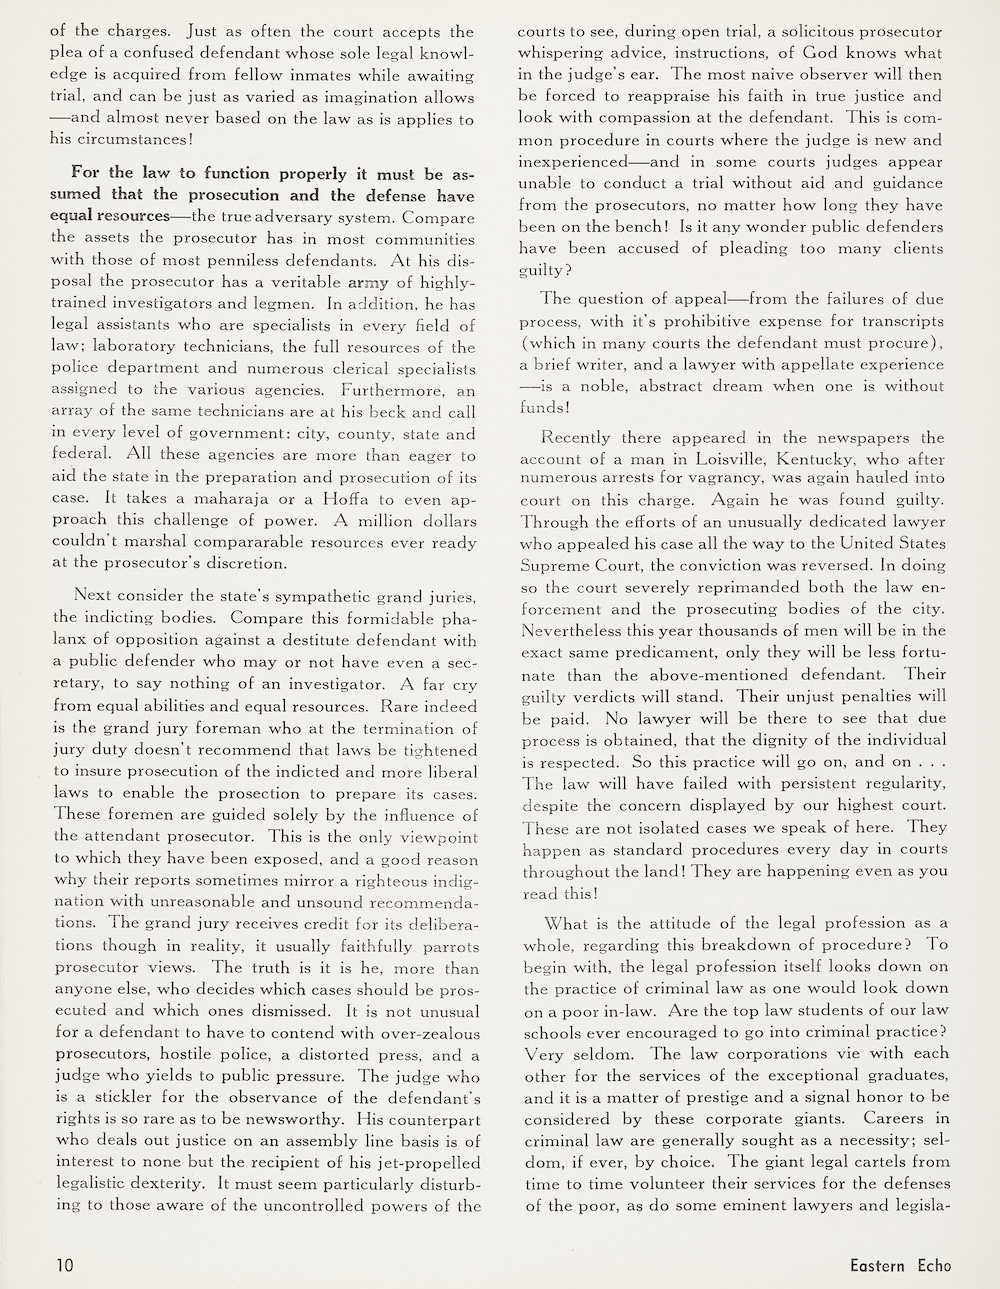 of the charges. Just as often the court accepts the
plea of a confused defendant whose sole legal knowl-
edge is acquired from fellow inmates while awaiting
trial, and can be just as varied as imagination allows
—and almost never based on the law as is applies to
his circumstances!
For the law to function properly it must be as-
sumed that the prosecution and the defense have
equal resources—the true adversary system. Compare
the assets the prosecutor has in most communities
with those of most penniless defendants. At his dis-
posal the prosecutor has a veritable army of highly-
trained investigators and legmen. In addition, he has
legal assistants who are specialists in every field of
law; laboratory technicians, the full resources of the
police department and numerous clerical specialists
assigned to the various agencies. Furthermore, an
array of the same technicians are at his beck and call
in every level of government: city, county, state and
federal. All these agencies are more than eager to
aid the state in the preparation and prosecution of its
case. It takes a maharaja or a Hoffa to even ap-
proach this challenge of power. A million dollars
couldn't marshal compararable resources ever ready
at the prosecutor's discretion.
Next consider the state's sympathetic grand juries,
the indicting bodies. Compare this formidable pha-
lanx of opposition against a destitute defendant with
a public defender who may or not have even a sec-
retary, to say nothing of an investigator. A far cry
from equal abilities and equal resources. Rare indeed
is the grand jury foreman who at the termination of
jury duty doesn't recommend that laws be tightened
to insure prosecution of the indicted and more liberal
laws to enable the prosection to prepare its cases.
These foremen are guided solely by the influence of
the attendant prosecutor. This is the only viewpoint
to which they have been exposed, and a good reason
why their reports sometimes mirror a righteous indig-
nation with unreasonable and unsound recommenda-
tions. The grand jury receives credit for its delibera-
tions though in reality, it usually faithfully parrots
prosecutor views. The truth is it is he, more than
anyone else, who decides which cases should be pros-
ecuted and which ones dismissed. It is not unusual
for a defendant to have to contend with over-zealous
prosecutors, hostile police, a distorted press, and a
judge who yields to public pressure. The judge who
is a stickler for the observance of the defendant's
rights is so rare as to be newsworthy. His counterpart
who deals out justice on an assembly line basis is of
interest to none but the recipient of his jet-propelled
legalistic dexterity. It must seem particularly disturb-
ing to those aware of the uncontrolled powers of the
courts to see, during open trial, a solicitous prosecutor
whispering advice, instructions, of God knows what
in the judge's ear. The most naive observer will then
be forced to reappraise his faith in true justice and
look with compassion at the defendant. This is com-
mon procedure in courts where the judge is new and
inexperienced—and in some courts judges appear
unable to conduct a trial without aid and guidance
from the prosecutors, no matter how long they have
been on the bench! Is it any wonder public defenders
have been accused of pleading too many clients
guilty?
The question of appeal—from the failures of due
process, with it's prohibitive expense for transcripts
(which in many courts the defendant must procure),
a brief writer, and a lawyer with appellate experience
—is a noble, abstract dream when one is without
funds!
Recently there appeared in the newspapers the
account of a man in Loisville, Kentucky, who after
numerous arrests for vagrancy, was again hauled into
court on this charge. Again he was found guilty.
Through the efforts of an unusually dedicated lawyer
who appealed his case all the way to the United States
Supreme Court, the conviction was reversed. In doing
so the court severely reprimanded both the law en-
forcement and the prosecuting bodies of the city.
Nevertheless this year thousands of men will be in the
exact same predicament, only they will be less fortu-
nate than the above-mentioned defendant. Their
guilty verdicts will stand. Their unjust penalties will
be paid. No lawyer will be there to see that due
process is obtained, that the dignity of the individual
is respected. So this practice will go on, and on . . .
The law will have failed with persistent regularity,
despite the concern displayed by our highest court.
These are not isolated cases we speak of here. They
happen as standard procedures every day in courts
throughout the land! They are happening even as you
read this!
What is the attitude of the legal profession as a
whole, regarding this breakdown of procedure? To
begin with, the legal profession itself looks down on
the practice of criminal law as one would look down
on a poor in-law. Are the top law students of our law
schools ever encouraged to go into criminal practice?
Very seldom. The law corporations vie with each
other for the services of the exceptional graduates,
and it is a matter of prestige and a signal honor to be
considered by these corporate giants. Careers in
criminal law are generally sought as a necessity; sel-
dom, if ever, by choice. The giant legal cartels from
time to time volunteer their services for the defenses
of the poor, as do some eminent lawyers and legisla-
10
Eastern Echo